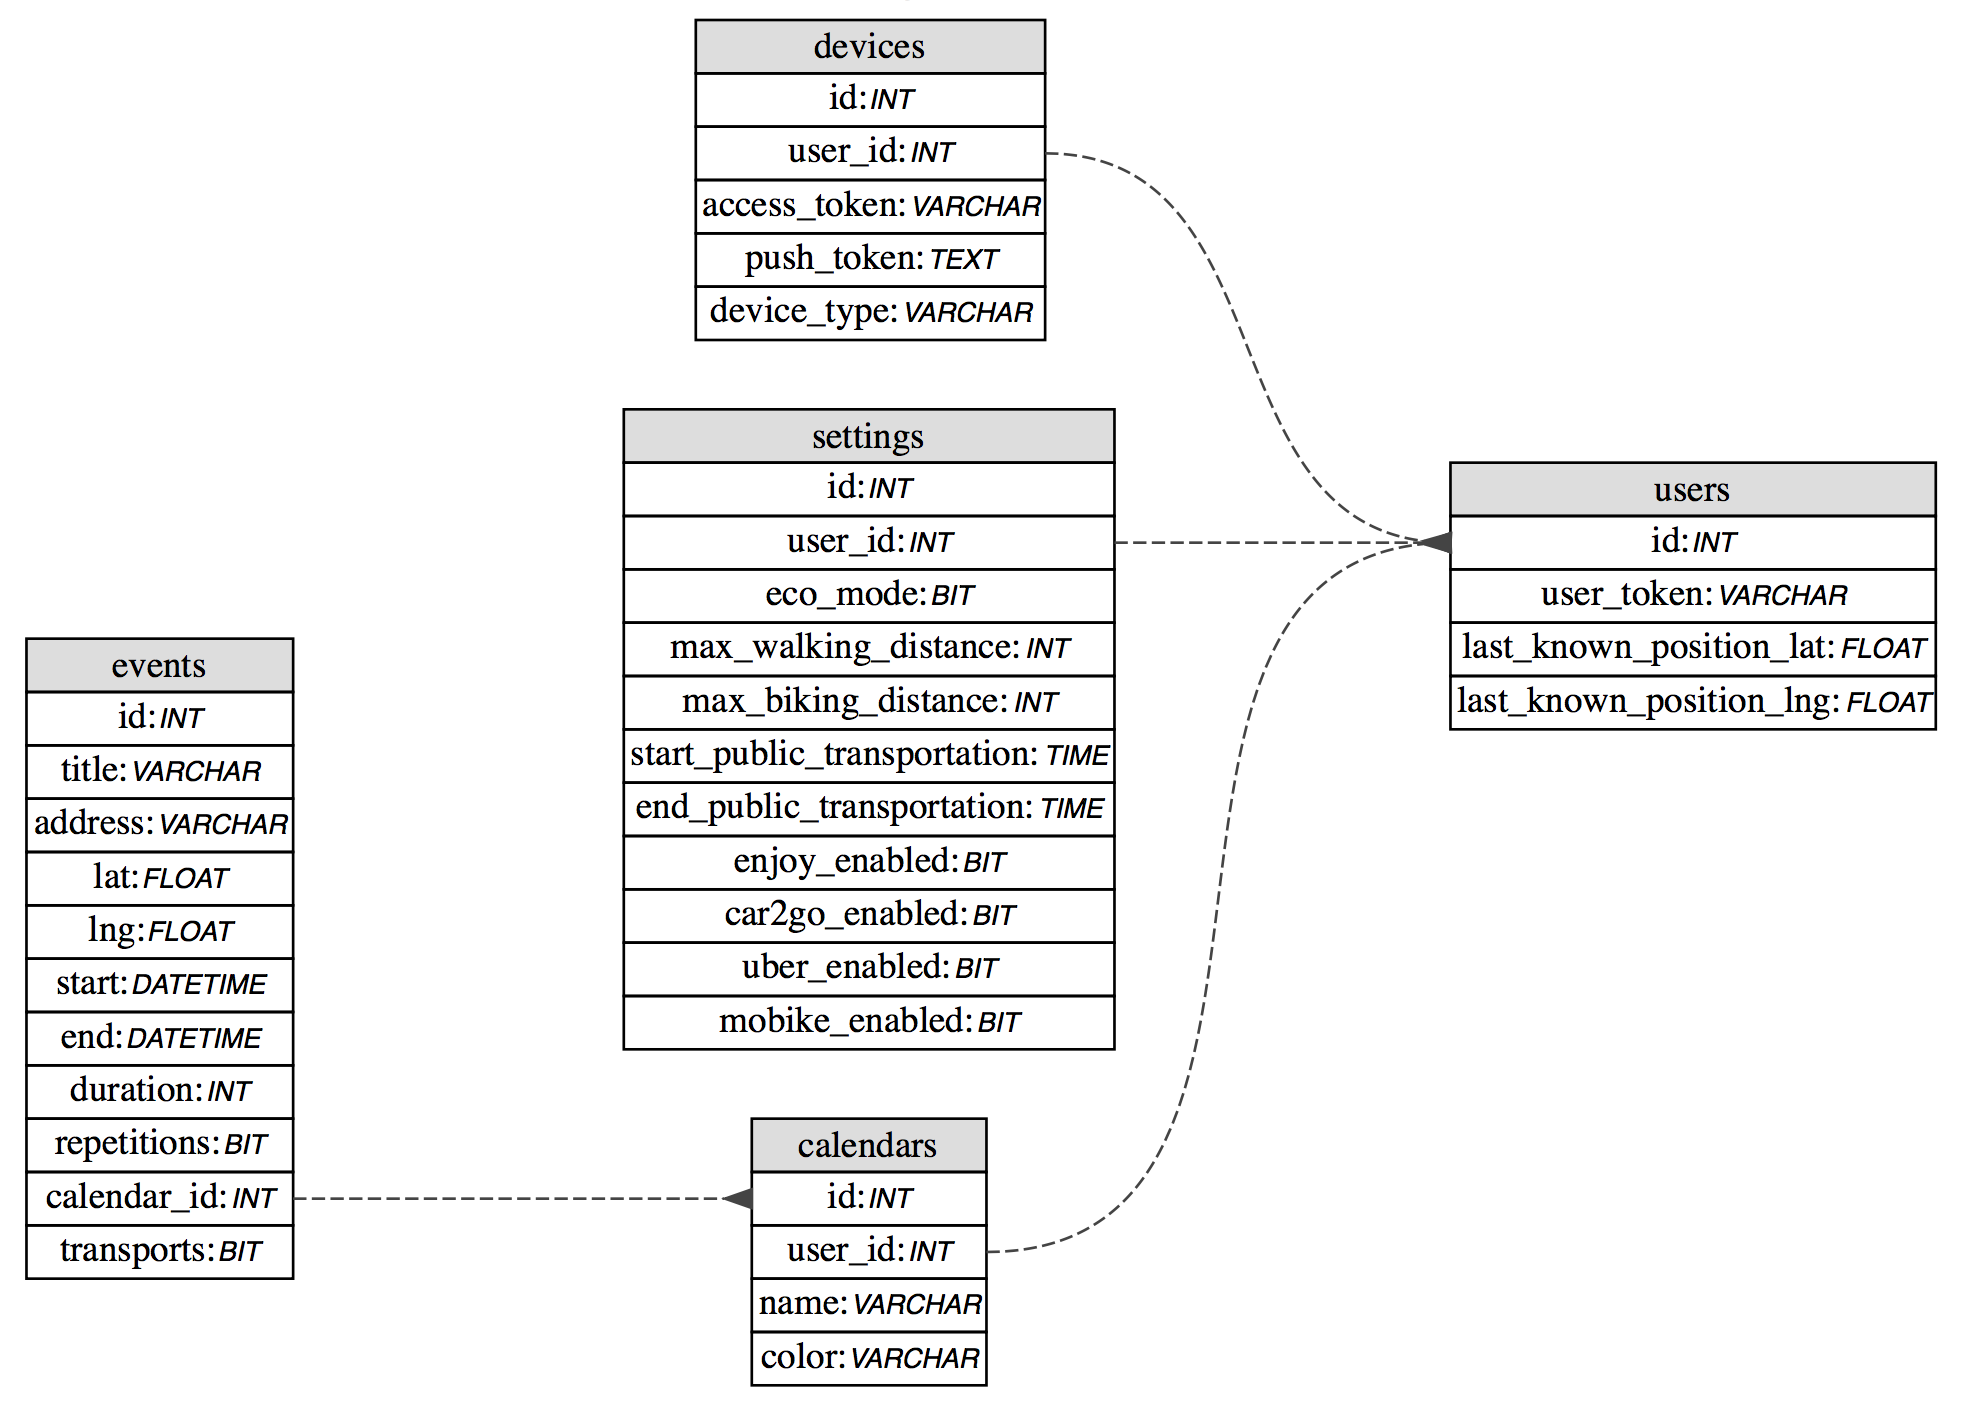 devices
id: INT
user_id: INT
access_token: VARCHAR
push_token: TEXT
device_type: VARCHAR
settings
id: INT
user_id: INT
eco_mode: BIT
max_walking_distance: INT
max_biking_distance: INT
start_public_transportation: TIME
end_public_transportation: TIME
enjoy_enabled: BIT
car2go_enabled: BIT
uber_enabled: BIT
mobike_enabled: BIT
users
id: INT
user_token: VARCHAR
last_known_position_lat: FLOAT
last_known_position_lng: FLOAT
events
id: INT
title: VARCHAR
address: VARCHAR
lat: FLOAT
lng: FLOAT
start: DATETIME
end: DATETIME
duration: INT
repetitions: BIT
calendar_id: INT
transports: BIT
calendars
id: INT
user_id: INT
name: VARCHAR
color: VARCHAR